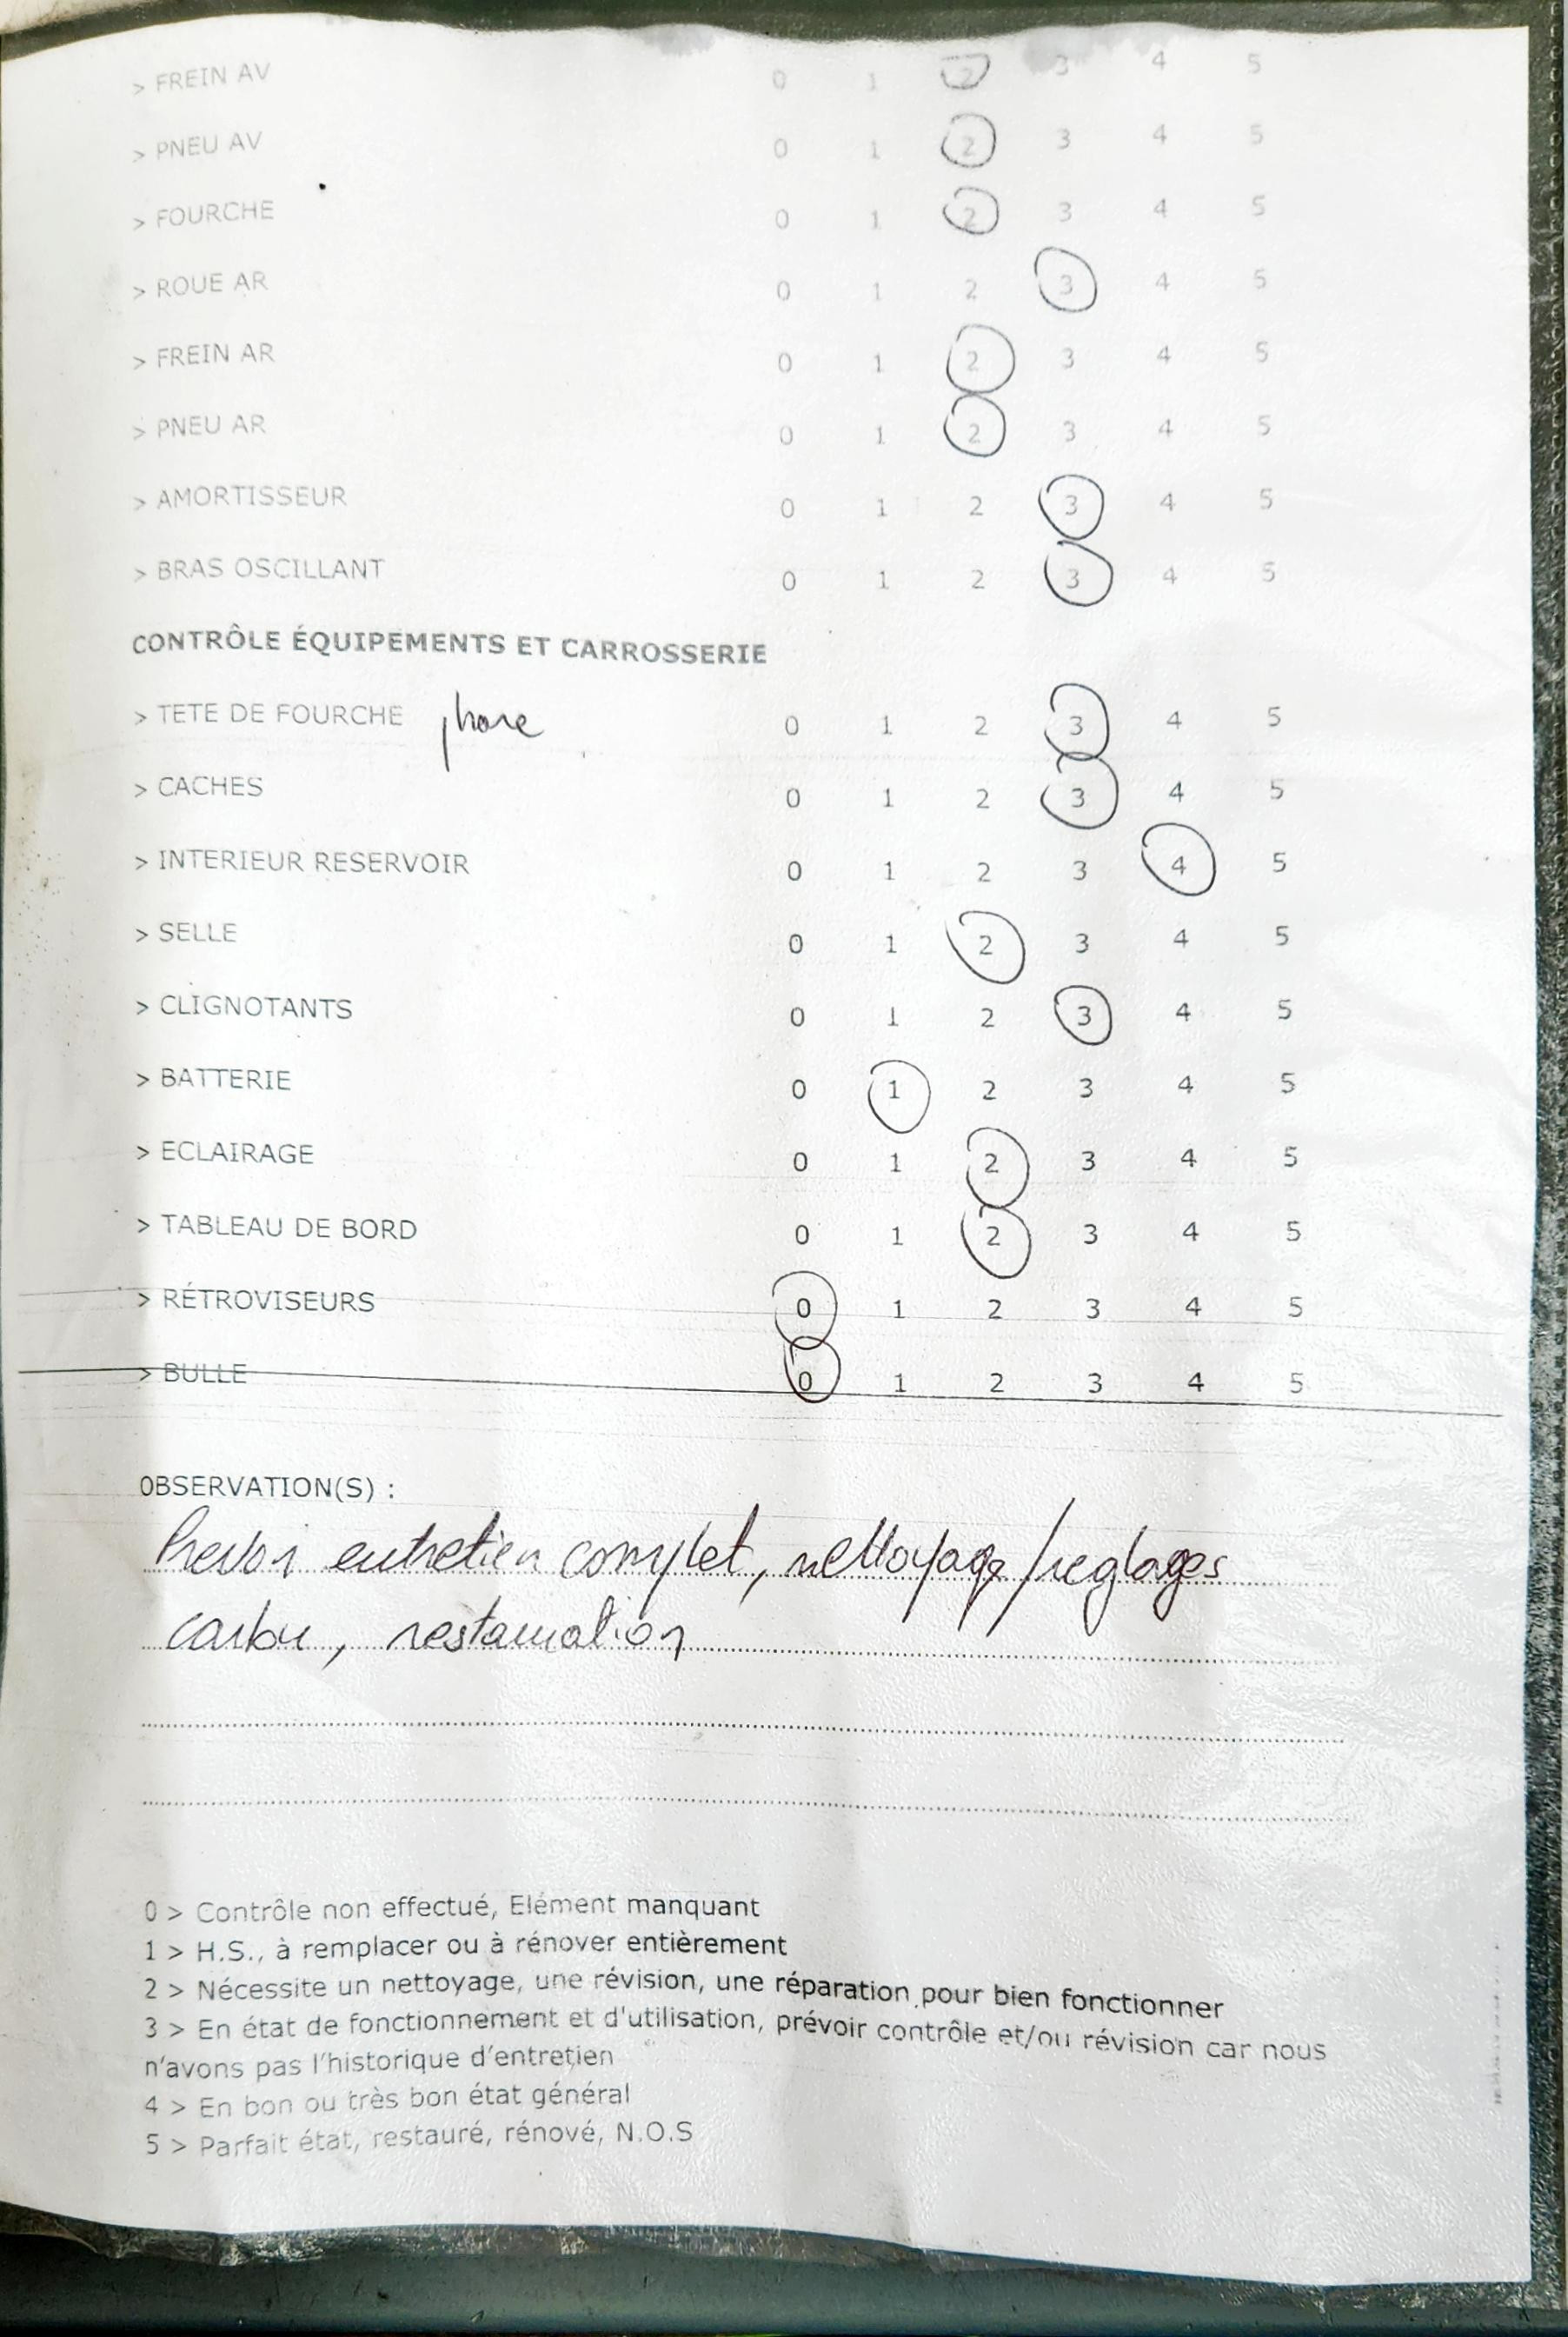 > FREIN AV 0 1 2 3 4 5
> PNEU AV 0 1 2 3 4 5
> FOURCHE 0 1 2 3 4 5
> ROUE AR 0 1 2 3 4 5
> FREIN AR 0 1 2 3 4 5
> PNEU AR 0 1 2 3 4 5
> AMORTISSEUR 0 1 2 3 4 5
> BRAS OSCILLANT 0 1 2 3 4 5
CONTRÔLE ÉQUIPEMENTS ET CARROSSERIE
> TETE DE FOURCHE phare 0 1 2 3 4 5
> CACHES 0 1 2 3 4 5
> INTERIEUR RESERVOIR 0 1 2 3 4 5
> SELLE 0 1 2 3 4 5
> CLIGNOTANTS 0 1 2 3 4 5
> BATTERIE 0 1 2 3 4 5
> ECLAIRAGE 0 1 2 3 4 5
> TABLEAU DE BORD 0 1 2 3 4 5
> RÉTROVISEURS 0 1 2 3 4 5
> BULLE 0 1 2 3 4 5
OBSERVATION(S) :
Prevoir entretien complet, nettoyage/reglages
carbu, restauration
0 > Contrôle non effectué, Elément manquant
1 > H.S., à remplacer ou à rénover entièrement
2 > Nécessite un nettoyage, une révision, une réparation pour bien fonctionner
3 > En état de fonctionnement et d'utilisation, prévoir contrôle et/ou révision car nous
n'avons pas l'historique d'entretien
4 > En bon ou très bon état général
5 > Parfait état, restauré, rénové, N.O.S